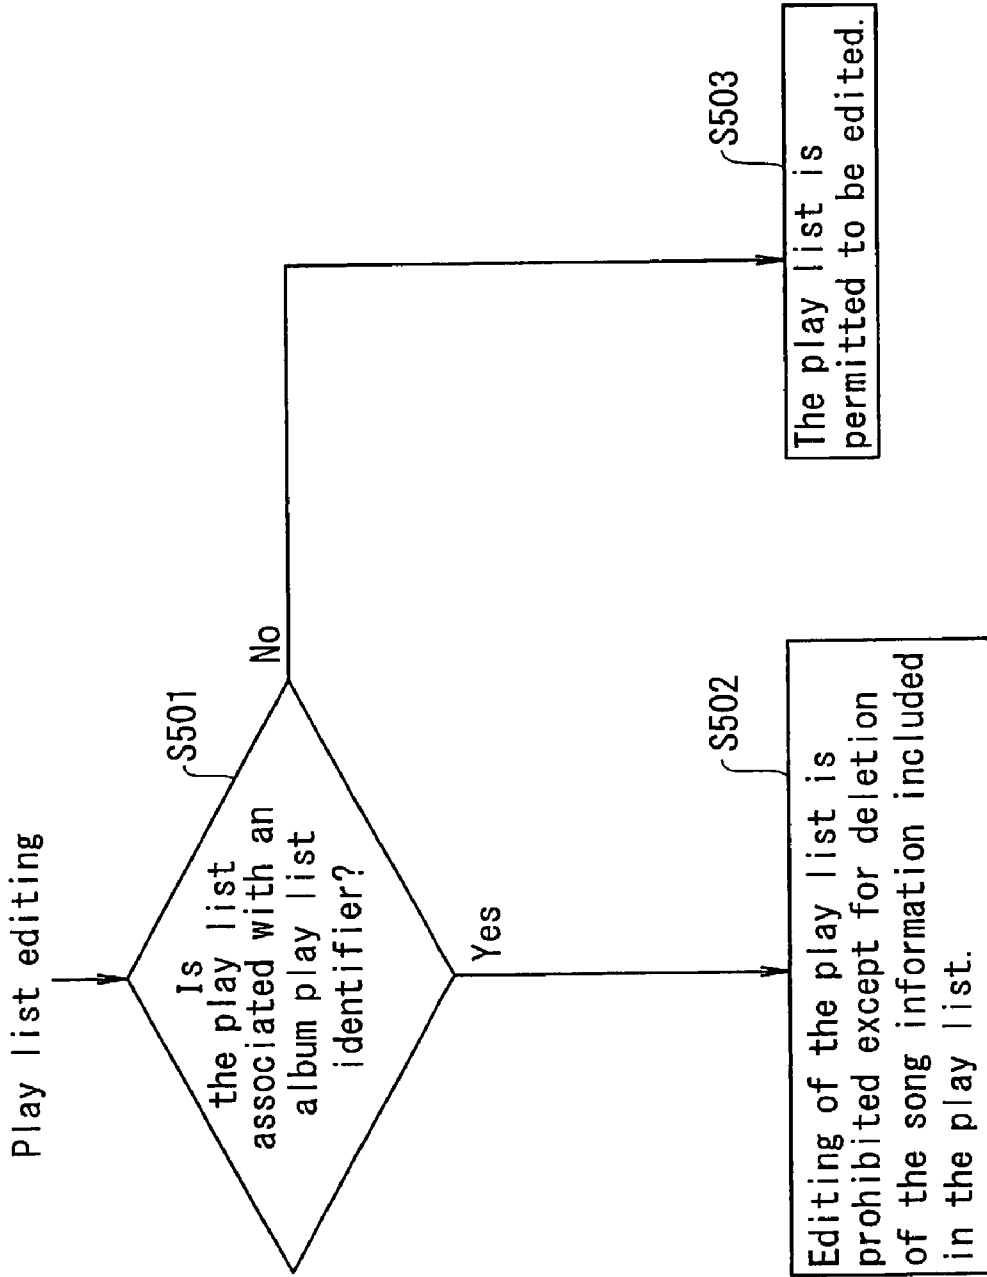 Play list editing
S501
Is
the play list
associated with an
album play list
identifier?
No
Yes
S502
Editing of the play list is
prohibited except for deletion
of the song information included
in the play list.
S503
The play list is
permitted to be edited.